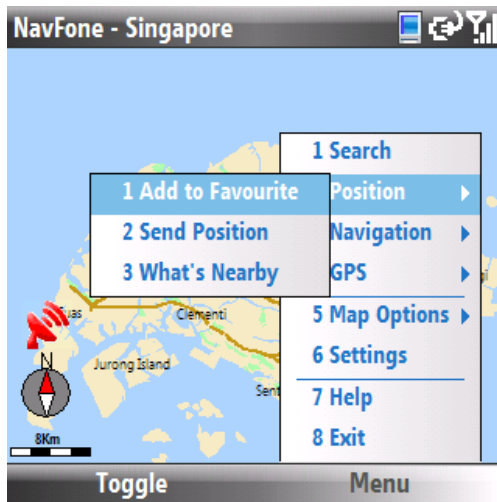 NavFone - Singapore
1 Search
1 Add to Favourite
Position
2 Send Position
Navigation
3 What's Nearby
GPS
5 Map Options
6 Settings
7 Help
8 Exit
Clementi
Jurong Island
N
8Km
Toggle
Menu